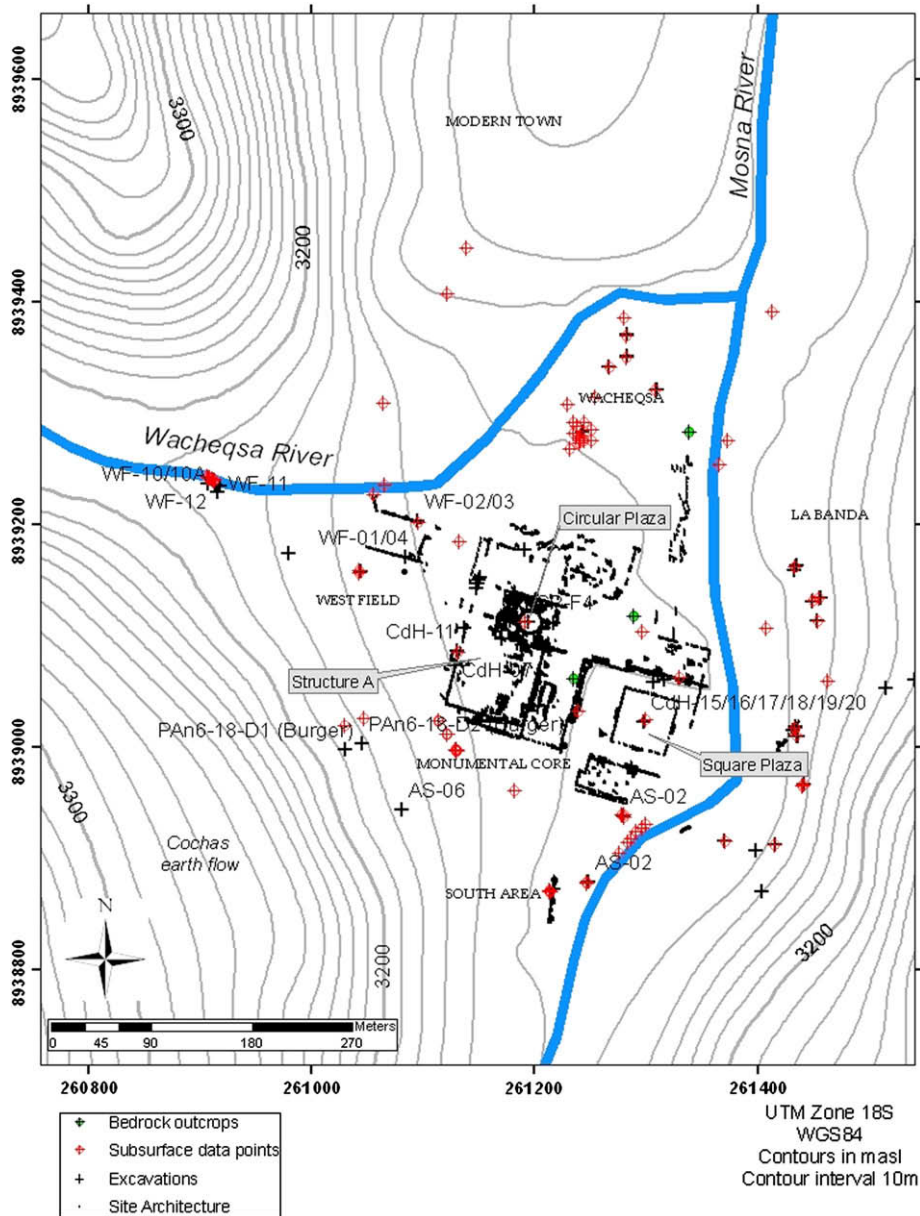 8939600
8939400
8939200
8939000
8938800
3300
MODERN TOWN
Mosna River
3200
Wacheqsa River
WACHEQSA
WF-10/10A
WF-11
WF-12
WF-02/03
Circular Plaza
LA BANDA
WF-01/04
WEST FIELD
CdH-11
Structure A
CdH-15/16/17/18/19/20
PAn6-18-D1 (Burger)
PAn6-18-D2 (Burger)
MONUMENTAL CORE
Square Plaza
AS-06
AS-02
3300
Cochas
earth flow
AS-02
SOUTH AREA
N
3200
3200
Meters
0 45 90 180 270
260800 261000 261200 261400
Bedrock outcrops
Subsurface data points
Excavations
Site Architecture
UTM Zone 18S
WGS84
Contours in masl
Contour interval 10m